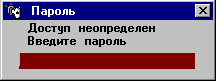 Пароль
Доступ неопределен
Введите пароль